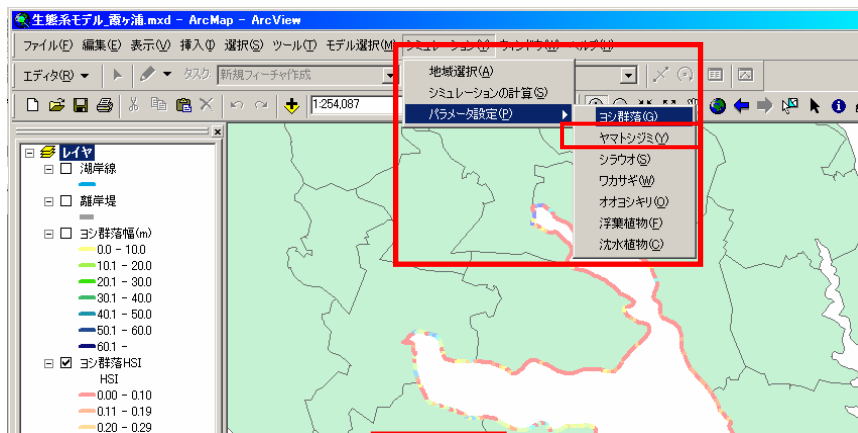 生態系モデル_霞ヶ浦.mxd - ArcMap - ArcView
ファイル(F) 編集(E) 表示(V) 挿入(I) 選択(S) ツール(T) モデル選択(M) シミュレーション(Y) ウィンドウ(W) ヘルプ(H)
エディタ(R) タスク: 新規フィーチャ作成
1:254,087
地域選択(A)
シミュレーションの計算(S)
パラメータ設定(P)
ヨシ群落(G)
ヤマトシジミ(Y)
シラウオ(S)
ワカサギ(W)
オオヨシキリ(O)
浮葉植物(F)
沈水植物(C)
レイヤ
湖岸線
離岸堤
ヨシ群落幅(m)
0.0 - 10.0
10.1 - 20.0
20.1 - 30.0
30.1 - 40.0
40.1 - 50.0
50.1 - 60.0
60.1 -
ヨシ群落HSI
HSI
0.00 - 0.10
0.11 - 0.19
0.20 - 0.29